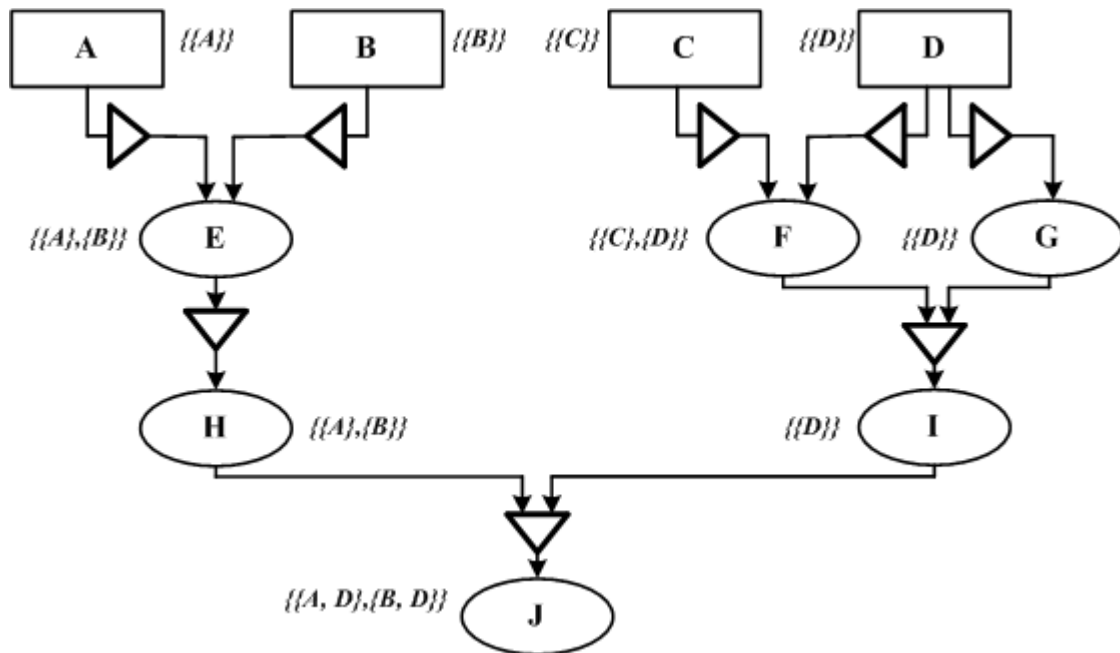 A {{A}} B {{B}} {{C}} C {{D}} D
{{A},{B}} E {{C},{D}} F {{D}} G
H {{A},{B}} {{D}} I
{{A, D},{B, D}} J